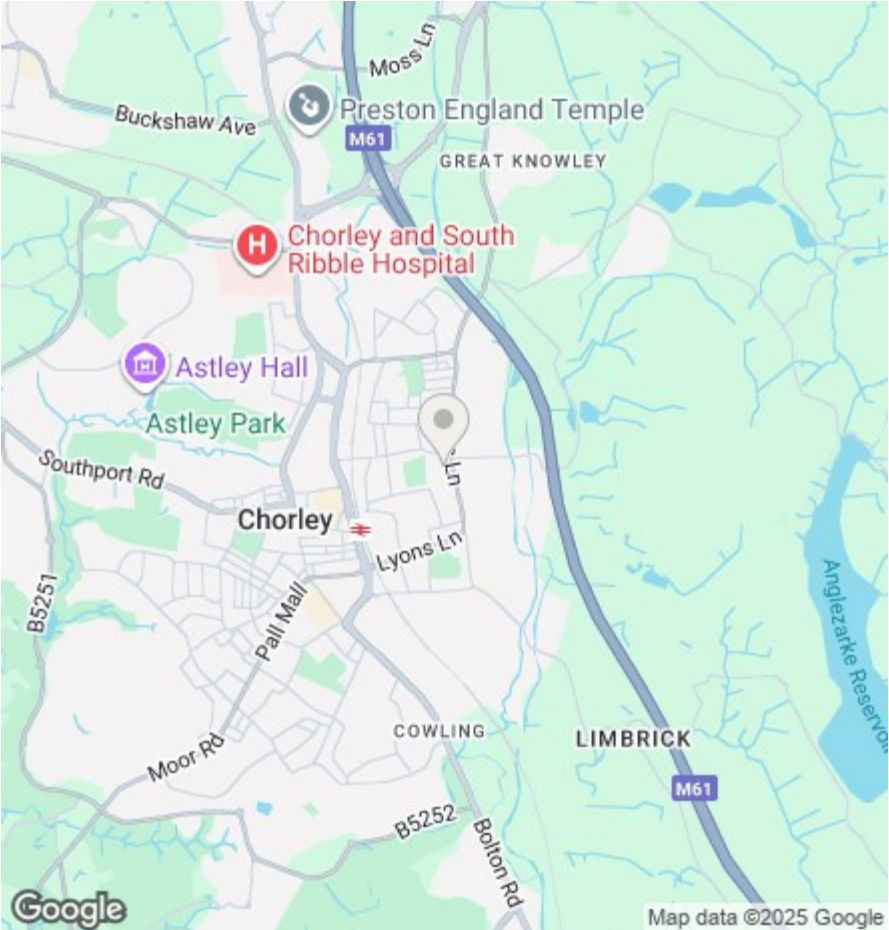 Moss Ln
Buckshaw Ave
Preston England Temple
M61
GREAT KNOWLEY
H
Chorley and South
Ribble Hospital
Astley Hall
Astley Park
Southport Rd
Ln
Chorley
Lyons Ln
B5251
Pall Mall
Anglezarke Reservoir
COWLING
LIMBRICK
Moor Rd
M61
B5252
Bolton Rd
Google
Map data ©2025 Google